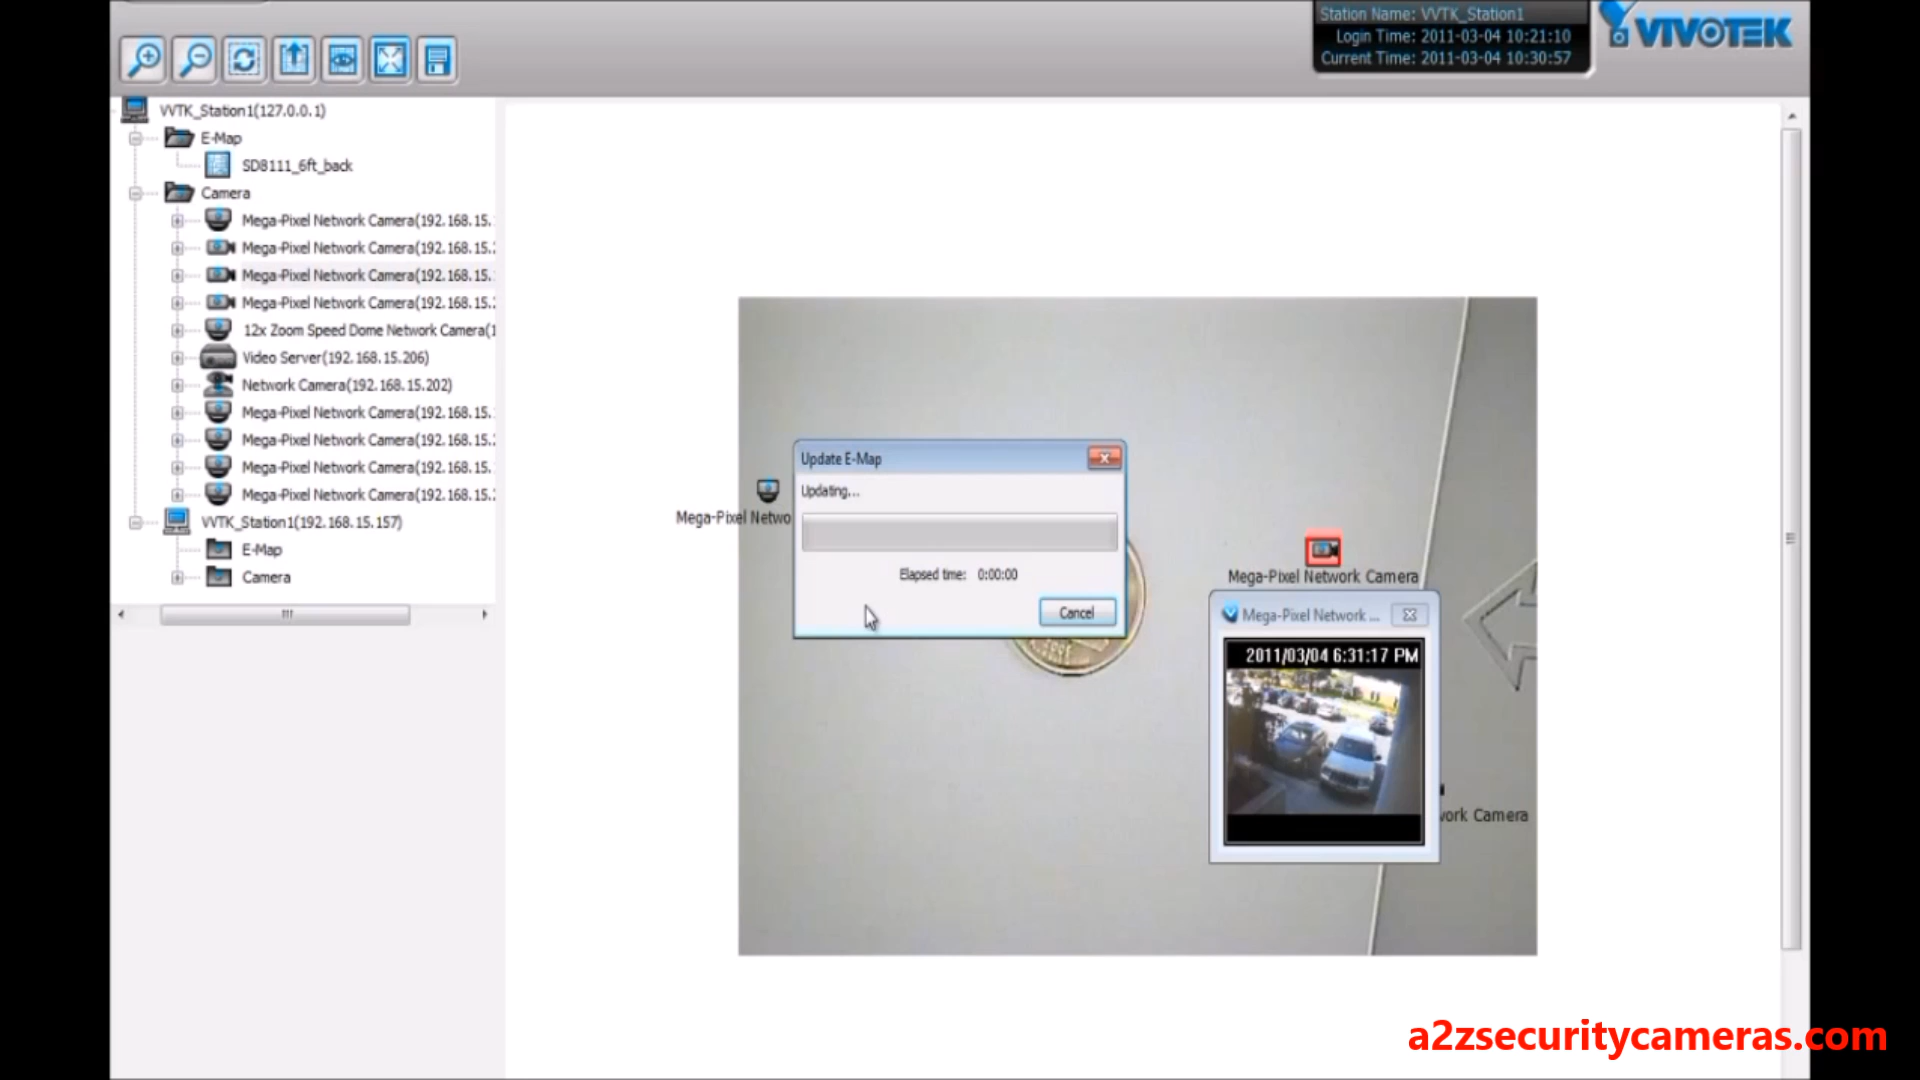 Station Name: VVTK_Station1
Login Time: 2011-03-04 10:21:10
Current Time: 2011-03-04 10:30:57
VIVOTEK
VVTK_Station1(127.0.0.1)
E-Map
SD8111_6ft_back
Camera
Mega-Pixel Network Camera(192.168.15.
Mega-Pixel Network Camera(192.168.15.
Mega-Pixel Network Camera(192.168.15.
Mega-Pixel Network Camera(192.168.15.
12x Zoom Speed Dome Network Camera(1
Video Server(192.168.15.206)
Network Camera(192.168.15.202)
Mega-Pixel Network Camera(192.168.15.
Mega-Pixel Network Camera(192.168.15.
Mega-Pixel Network Camera(192.168.15.
Mega-Pixel Network Camera(192.168.15.
VVTK_Station1(192.168.15.157)
E-Map
Camera
Mega-Pixel Netwo
Update E-Map
Updating...
Elapsed time: 0:00:00
Cancel
Mega-Pixel Network Camera
Mega-Pixel Network ...
2011/03/04 6:31:17 PM
work Camera
a2zsecuritycameras.com